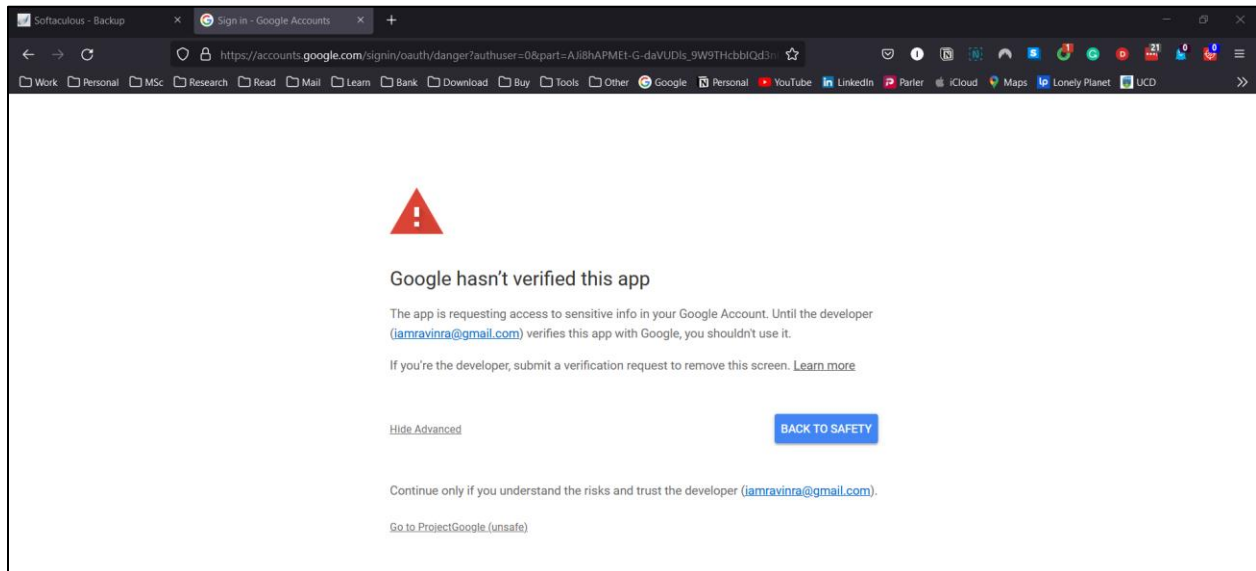 Softaculous - Backup
Sign in - Google Accounts
https://accounts.google.com/signin/oauth/danger?authuser=0&part=AJi8hAPMEt-G-daVUDls_9W9THcbbIQd3n
1
21
0
0
Work Personal MSc Research Read Mail Learn Bank Download Buy Tools Other Google Personal YouTube LinkedIn Parler iCloud Maps Lonely Planet UCD
Google hasn't verified this app
The app is requesting access to sensitive info in your Google Account. Until the developer
(iamravinra@gmail.com) verifies this app with Google, you shouldn't use it.
If you're the developer, submit a verification request to remove this screen. Learn more
Hide Advanced
BACK TO SAFETY
Continue only if you understand the risks and trust the developer (iamravinra@gmail.com).
Go to ProjectGoogle (unsafe)